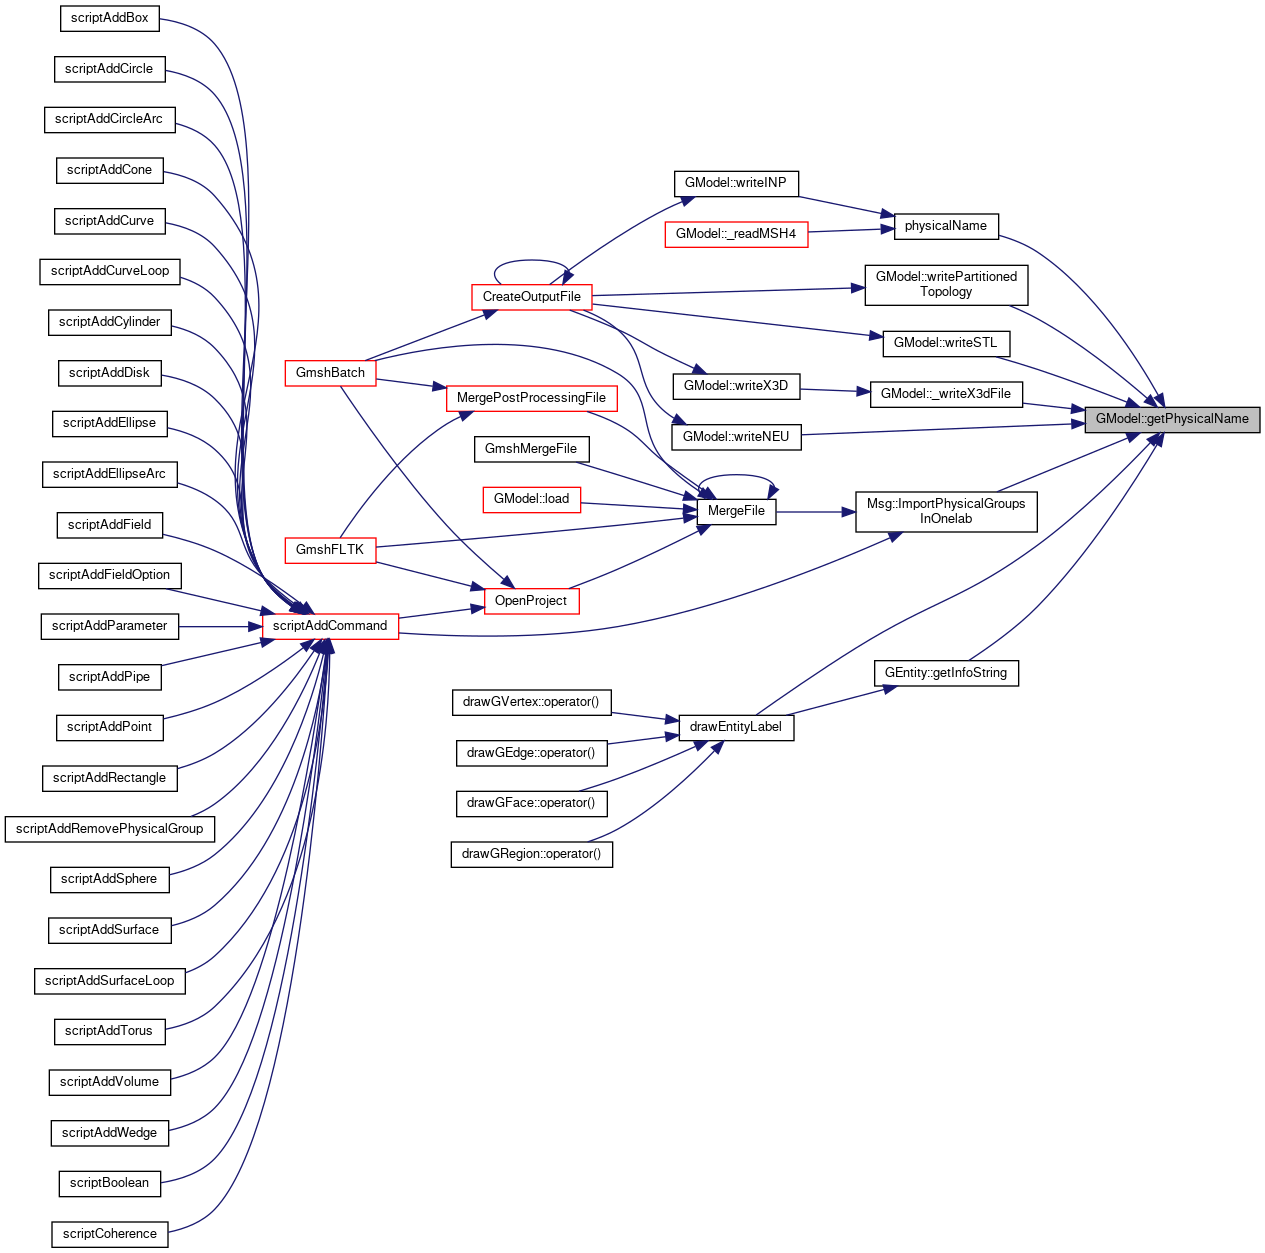 scriptAddBox
scriptAddCircle
scriptAddCircleArc
scriptAddCone
scriptAddCurve
scriptAddCurveLoop
scriptAddCylinder
scriptAddDisk
scriptAddEllipse
scriptAddEllipseArc
scriptAddField
scriptAddFieldOption
scriptAddParameter
scriptAddPipe
scriptAddPoint
scriptAddRectangle
scriptAddRemovePhysicalGroup
scriptAddSphere
scriptAddSurface
scriptAddSurfaceLoop
scriptAddTorus
scriptAddVolume
scriptAddWedge
scriptBoolean
scriptCoherence
GmshBatch
GmshFLTK
scriptAddCommand
CreateOutputFile
MergePostProcessingFile
GmshMergeFile
GModel::load
OpenProject
drawGVertex::operator()
drawGEdge::operator()
drawGFace::operator()
drawGRegion::operator()
GModel::writeINP
GModel::_readMSH4
GModel::writeX3D
GModel::writeNEU
MergeFile
drawEntityLabel
physicalName
GModel::writePartitioned
Topology
GModel::writeSTL
GModel::_writeX3dFile
Msg::ImportPhysicalGroups
InOnelab
GEntity::getInfoString
GModel::getPhysicalName